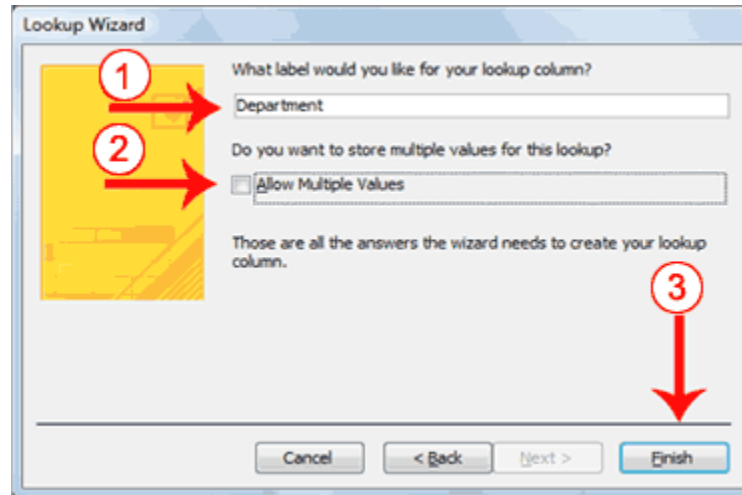 Lookup Wizard
1
What label would you like for your lookup column?
Department
2
Do you want to store multiple values for this lookup?
Allow Multiple Values
Those are all the answers the wizard needs to create your lookup
column.
3
Cancel
< Back
Next >
Finish